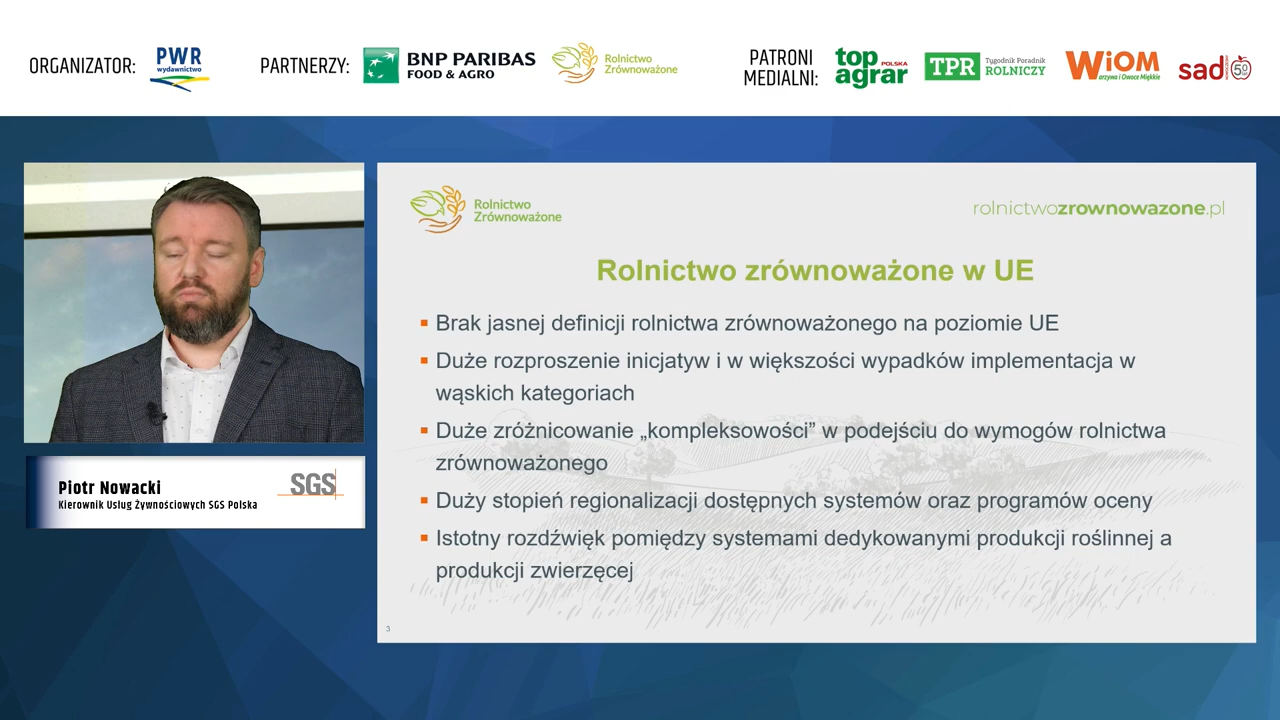 ORGANIZATOR:
PWR
wydawnictwo
PARTNERZY:
BNP PARIBAS
FOOD & AGRO
Rolnictwo
Zrównoważone
PATRONI
MEDIALNI:
top
agrar
POLSKA
TPR
Tygodnik Poradnik
ROLNICZY
WiOM
arzywa i Owoce Miękkie
sad
Rolnictwo
Zrównoważone
rolnictwozrownowazone.pl
Rolnictwo zrównoważone w UE
▪ Brak jasnej definicji rolnictwa zrównoważonego na poziomie UE
▪ Duże rozproszenie inicjatyw i w większości wypadków implementacja w
wąskich kategoriach
▪ Duże zróżnicowanie „kompleksowości” w podejściu do wymogów rolnictwa
zrównoważonego
▪ Duży stopień regionalizacji dostępnych systemów oraz programów oceny
▪ Istotny rozdźwięk pomiędzy systemami dedykowanymi produkcji roślinnej a
produkcji zwierzęcej
3
Piotr Nowacki
Kierownik Usług Żywnościowych SGS Polska
SGS